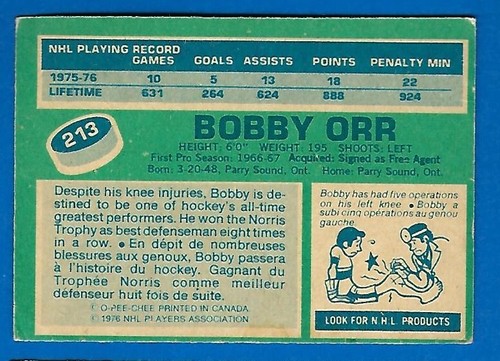 NHL PLAYING RECORD
GAMES GOALS ASSISTS POINTS PENALTY MIN
1975-76 10 5 13 18 22
LIFETIME 631 264 624 888 924
213
BOBBY ORR
HEIGHT: 6'0" WEIGHT: 195 SHOOTS: LEFT
First Pro Season: 1966-67 Acquired: Signed as Free Agent
Born: 3-20-48, Parry Sound, Ont. Home: Parry Sound, Ont.
Despite his knee injuries, Bobby is de-
stined to be one of hockey's all-time
greatest performers. He won the Norris
Trophy as best defenseman eight times
in a row. • En dépit de nombreuses
blessures aux genoux, Bobby passera
à l'histoire du hockey. Gagnant du
Trophée Norris comme meilleur
défenseur huit fois de suite.
© O-PEE-CHEE PRINTED IN CANADA
© 1976 NHL PLAYERS ASSOCIATION
Bobby has had five operations
on his left knee • Bobby a
subi cinq opérations au genou
gauche.
LOOK FOR N.H.L. PRODUCTS